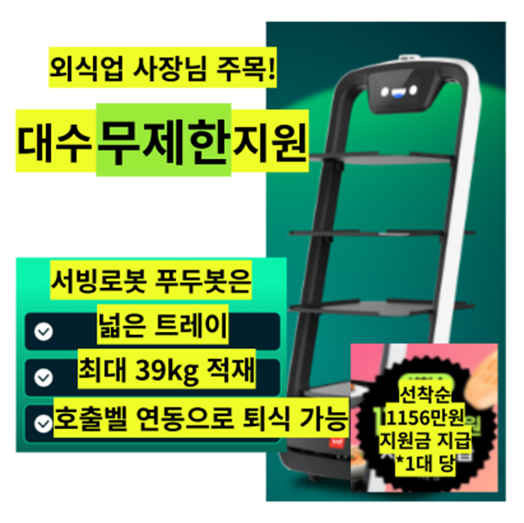 외식업 사장님 주목!
대수무제한지원
서빙로봇 푸두봇은
넓은 트레이
최대 39kg 적재
호출벨 연동으로 퇴식 가능
선착순
1156만원
지원금 지급
*1대 당